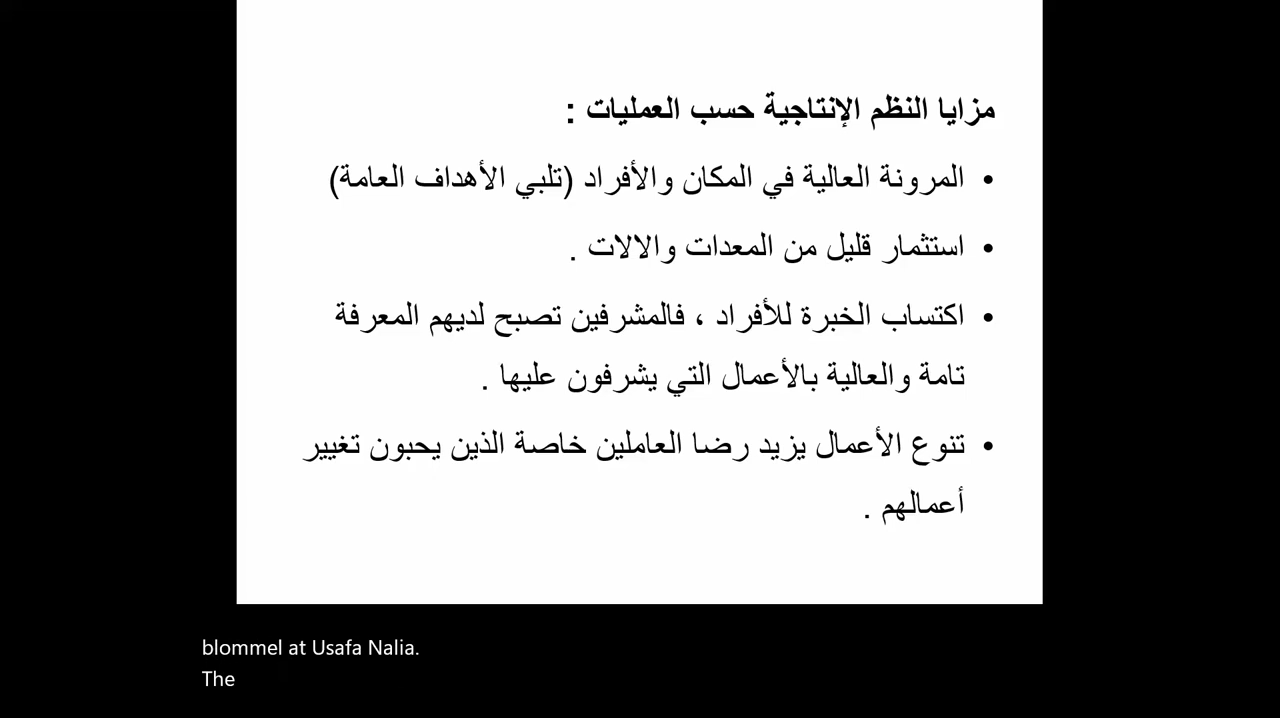 مزايا النظم الإنتاجية حسب العمليات :
• المرونة العالية في المكان والأفراد (تلبي الأهداف العامة)
• استثمار قليل من المعدات والالات .
• اكتساب الخبرة للأفراد ، فالمشرفين تصبح لديهم المعرفة
تامة والعالية بالأعمال التي يشرفون عليها .
• تنوع الأعمال يزيد رضا العاملين خاصة الذين يحبون تغيير
أعمالهم .
blommel at Usafa Nalia.
The